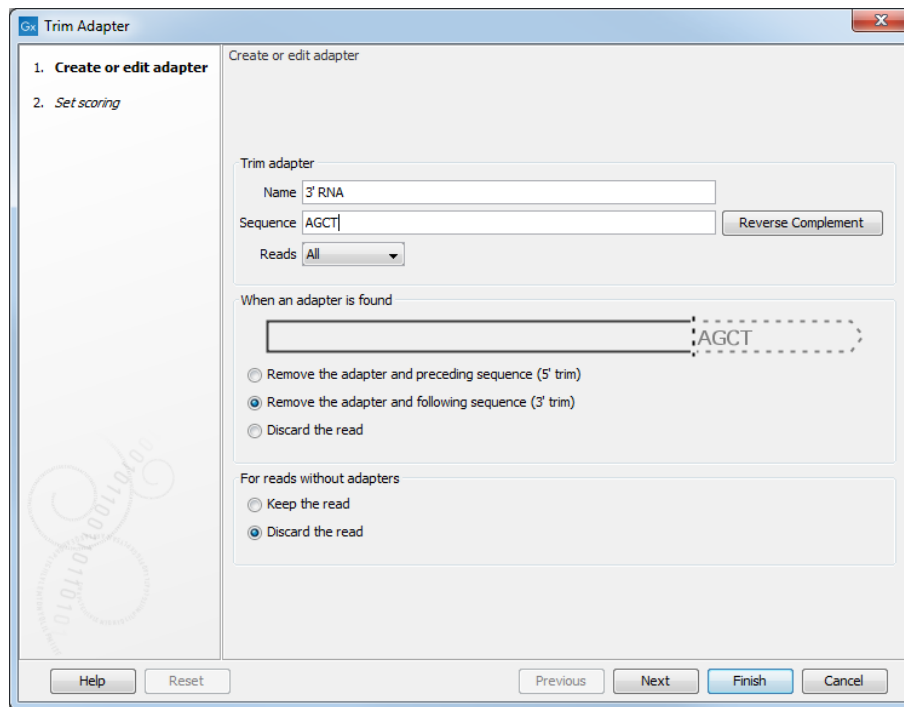 Gx Trim Adapter
1. Create or edit adapter
2. Set scoring
Create or edit adapter
Trim adapter
Name 3' RNA
Sequence AGCT Reverse Complement
Reads All
When an adapter is found
AGCT
Remove the adapter and preceding sequence (5' trim)
Remove the adapter and following sequence (3' trim)
Discard the read
For reads without adapters
Keep the read
Discard the read
Help Reset Previous Next Finish Cancel